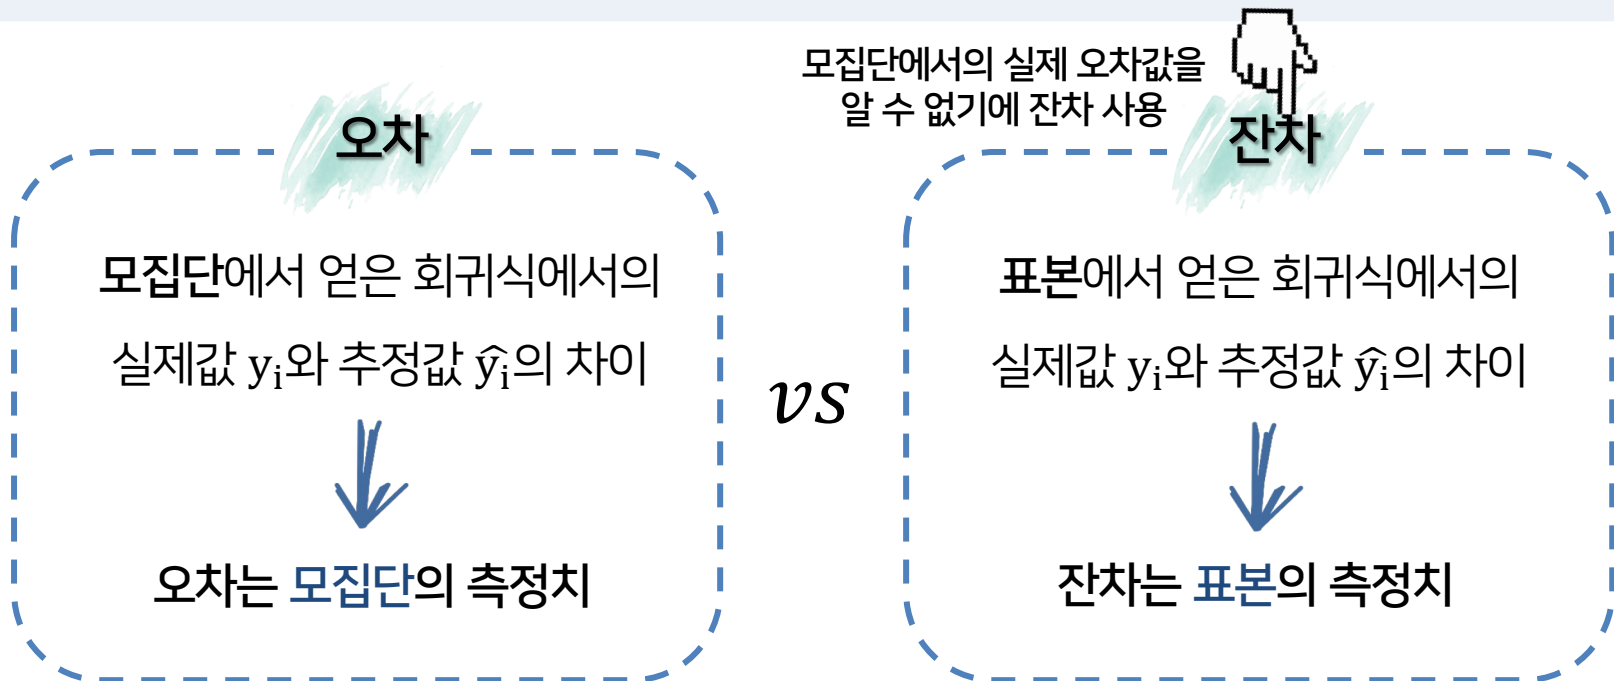 모집단에서의 실제 오차값을
알 수 없기에 잔차 사용
오차
모집단에서 얻은 회귀식에서의
실제값 yᵢ와 추정값 ŷᵢ의 차이
오차는 모집단의 측정치
vs
잔차
표본에서 얻은 회귀식에서의
실제값 yᵢ와 추정값 ŷᵢ의 차이
잔차는 표본의 측정치